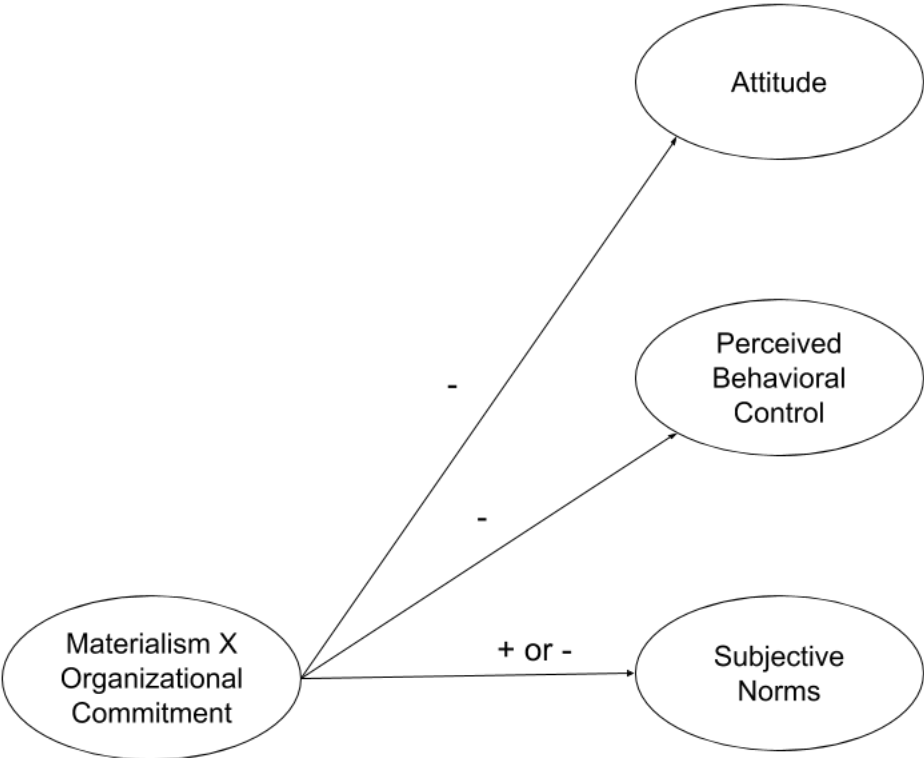 Attitude
Perceived
Behavioral
Control
-
-
Materialism X
Organizational
Commitment
+ or -
Subjective
Norms